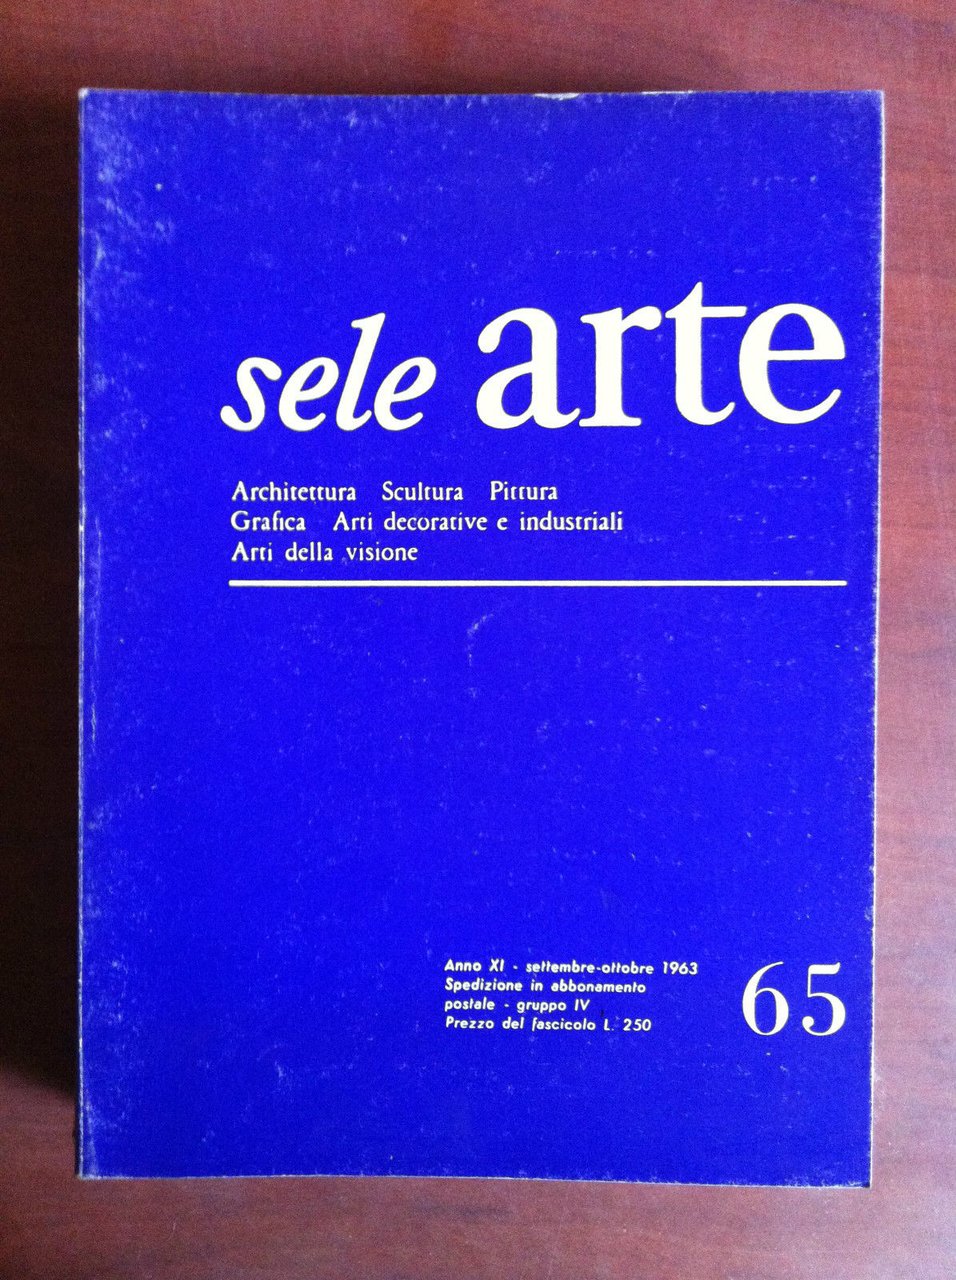 sele arte
Architettura Scultura Pittura
Grafica Arti decorative e industriali
Arti della visione
Anno XI - settembre-ottobre 1963
Spedizione in abbonamento
postale - gruppo IV
Prezzo del fascicolo L. 250
65